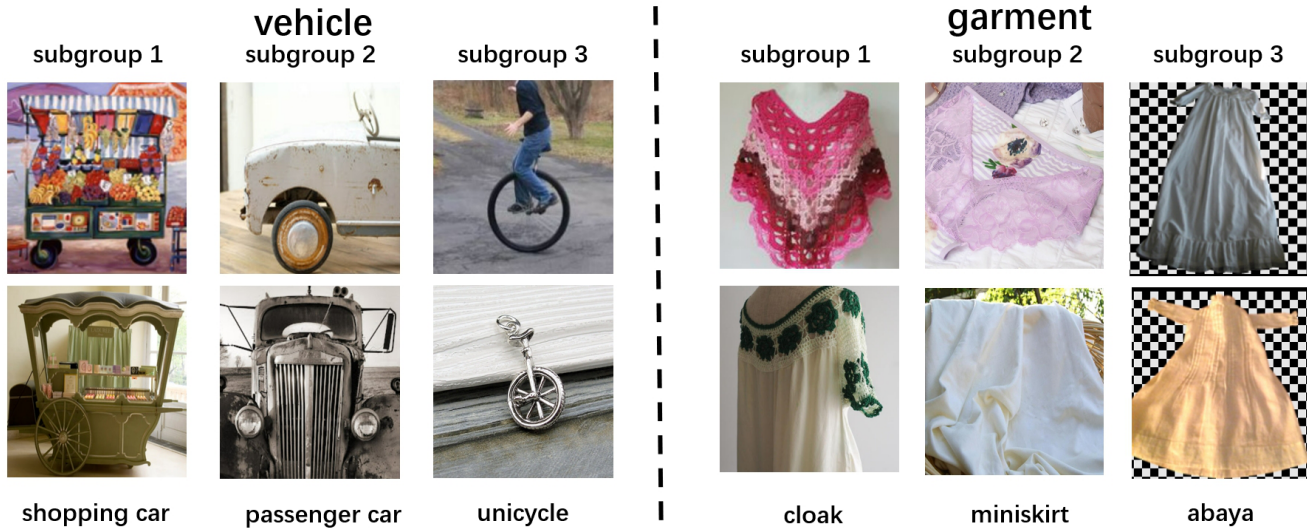 vehicle
subgroup 1
subgroup 2
subgroup 3
shopping car
passenger car
unicycle
garment
subgroup 1
subgroup 2
subgroup 3
cloak
miniskirt
abaya